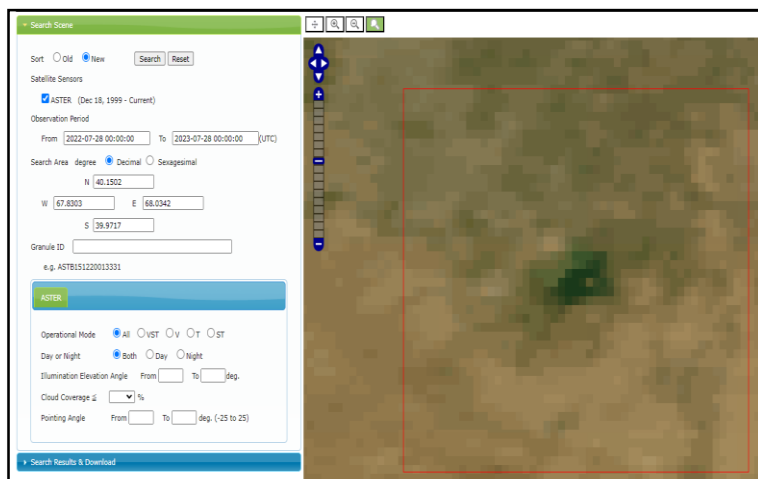 Search Scene
Sort Old New Search Reset
Satellite Sensors
ASTER (Dec 18, 1999 - Current)
Observation Period
From 2022-07-28 00:00:00 To 2023-07-28 00:00:00 (UTC)
Search Area degree Decimal Sexagesimal
N 40.1502
W 67.8303 E 68.0342
S 39.9717
Granule ID
e.g. ASTB151220013331
ASTER
Operational Mode All VST V T ST
Day or Night Both Day Night
Illumination Elevation Angle From To deg.
Cloud Coverage ≦ %
Pointing Angle From To deg. (-25 to 25)
Search Results & Download